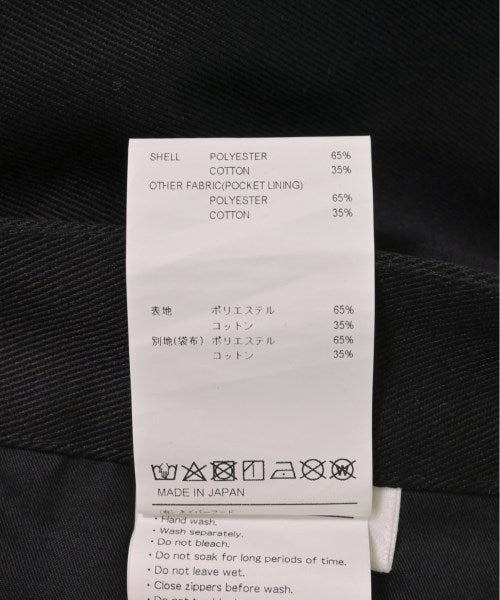 SHELL POLYESTER 65%
COTTON 35%
OTHER FABRIC(POCKET LINING)
POLYESTER 65%
COTTON 35%
表地 ポリエステル 65%
コットン 35%
別地(袋布) ポリエステル 65%
コットン 35%
W
MADE IN JAPAN
・Hand wash.
・Wash separately.
・Do not bleach.
・Do not soak for long periods of time.
・Do not leave wet.
・Close zippers before wash.